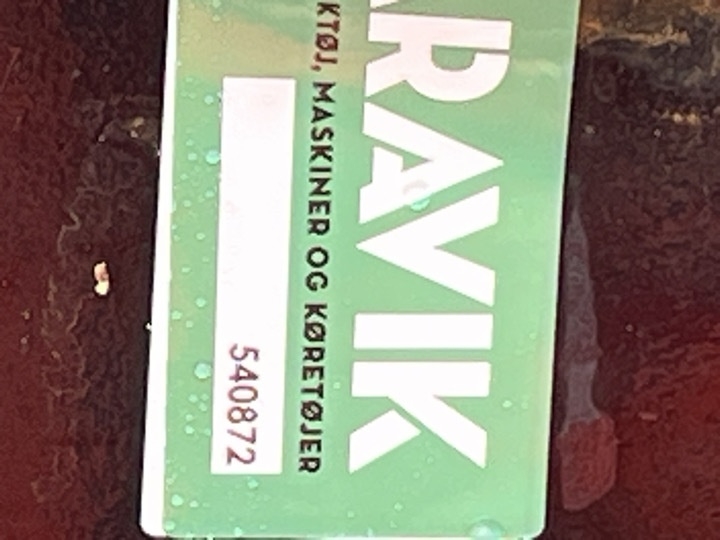 RAVIK
KTØJ, MASKINER OG KØRETØJER
540872